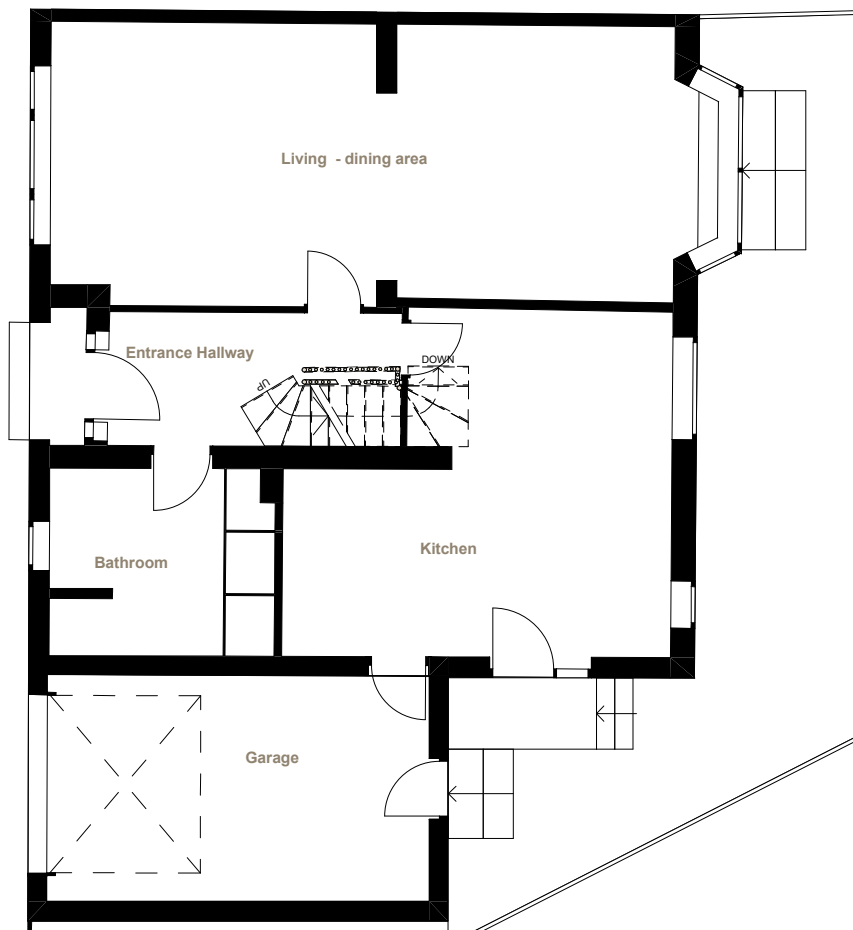 Living - dining area
Entrance Hallway
DOWN
UP
Bathroom
Kitchen
Garage